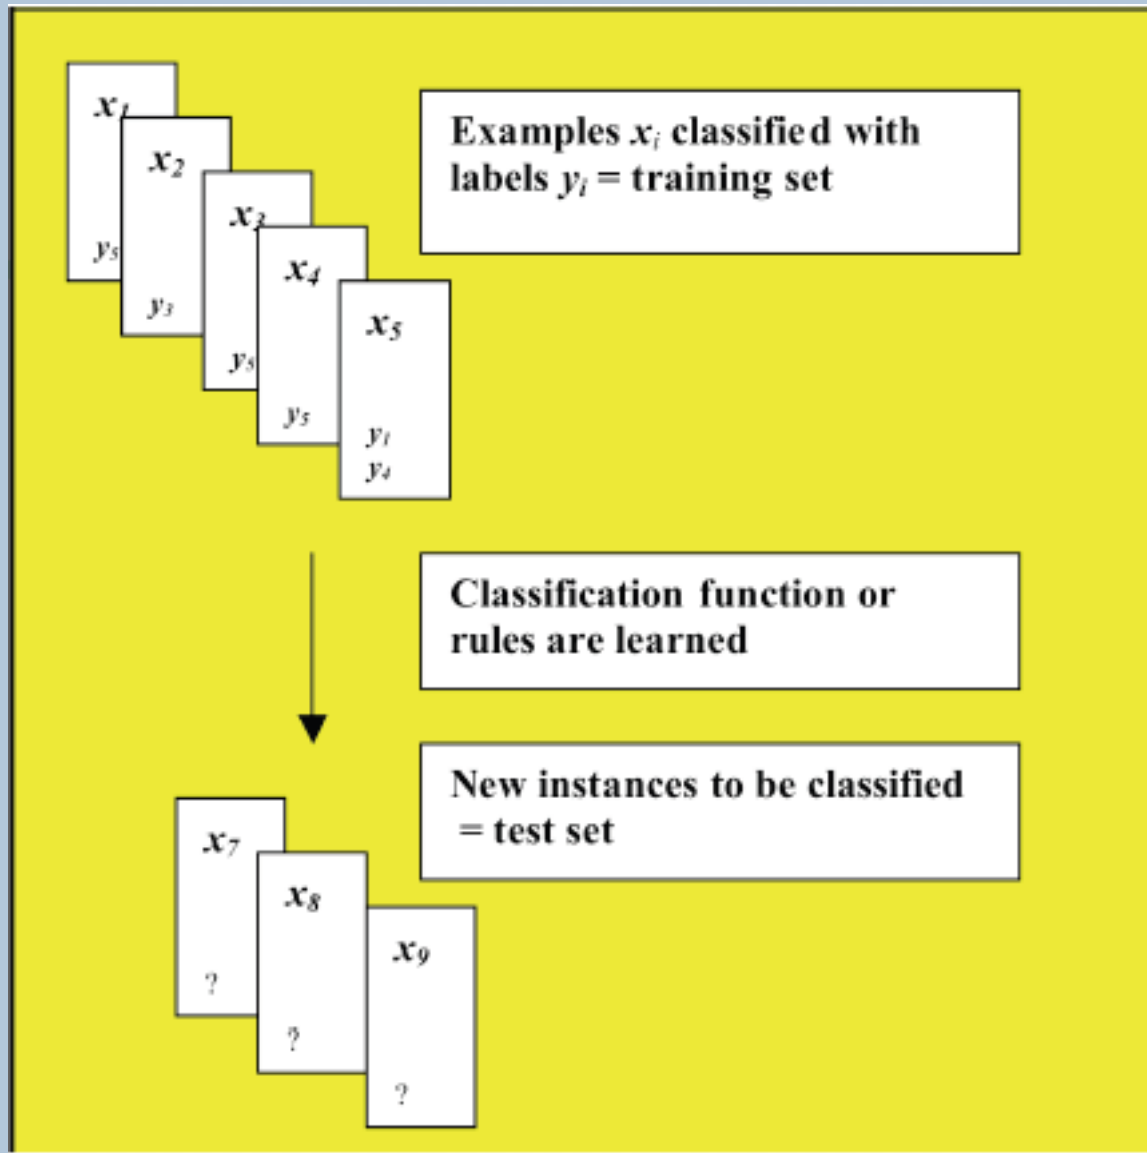 x₁
x₂
x₃
x₄
x₅
y₅
y₃
y₅
y₅
y₁
y₄
Examples xᵢ classified with
labels yᵢ = training set
Classification function or
rules are learned
New instances to be classified
= test set
x₇
x₈
x₉
?
?
?